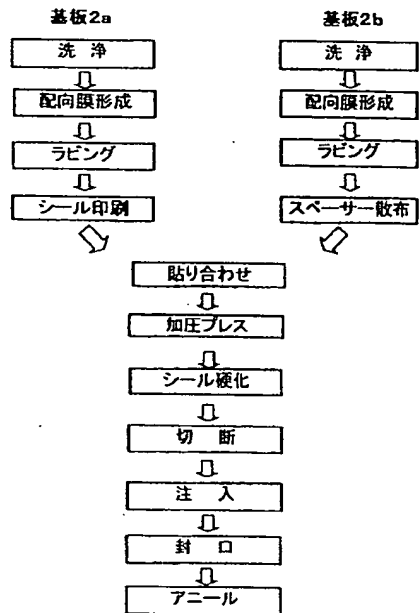 基板2a
洗 浄
配向膜形成
ラビング
シール印刷
基板2b
洗 浄
配向膜形成
ラビング
スペーサー散布
貼り合わせ
加圧プレス
シール硬化
切 断
注 入
封 口
アニール